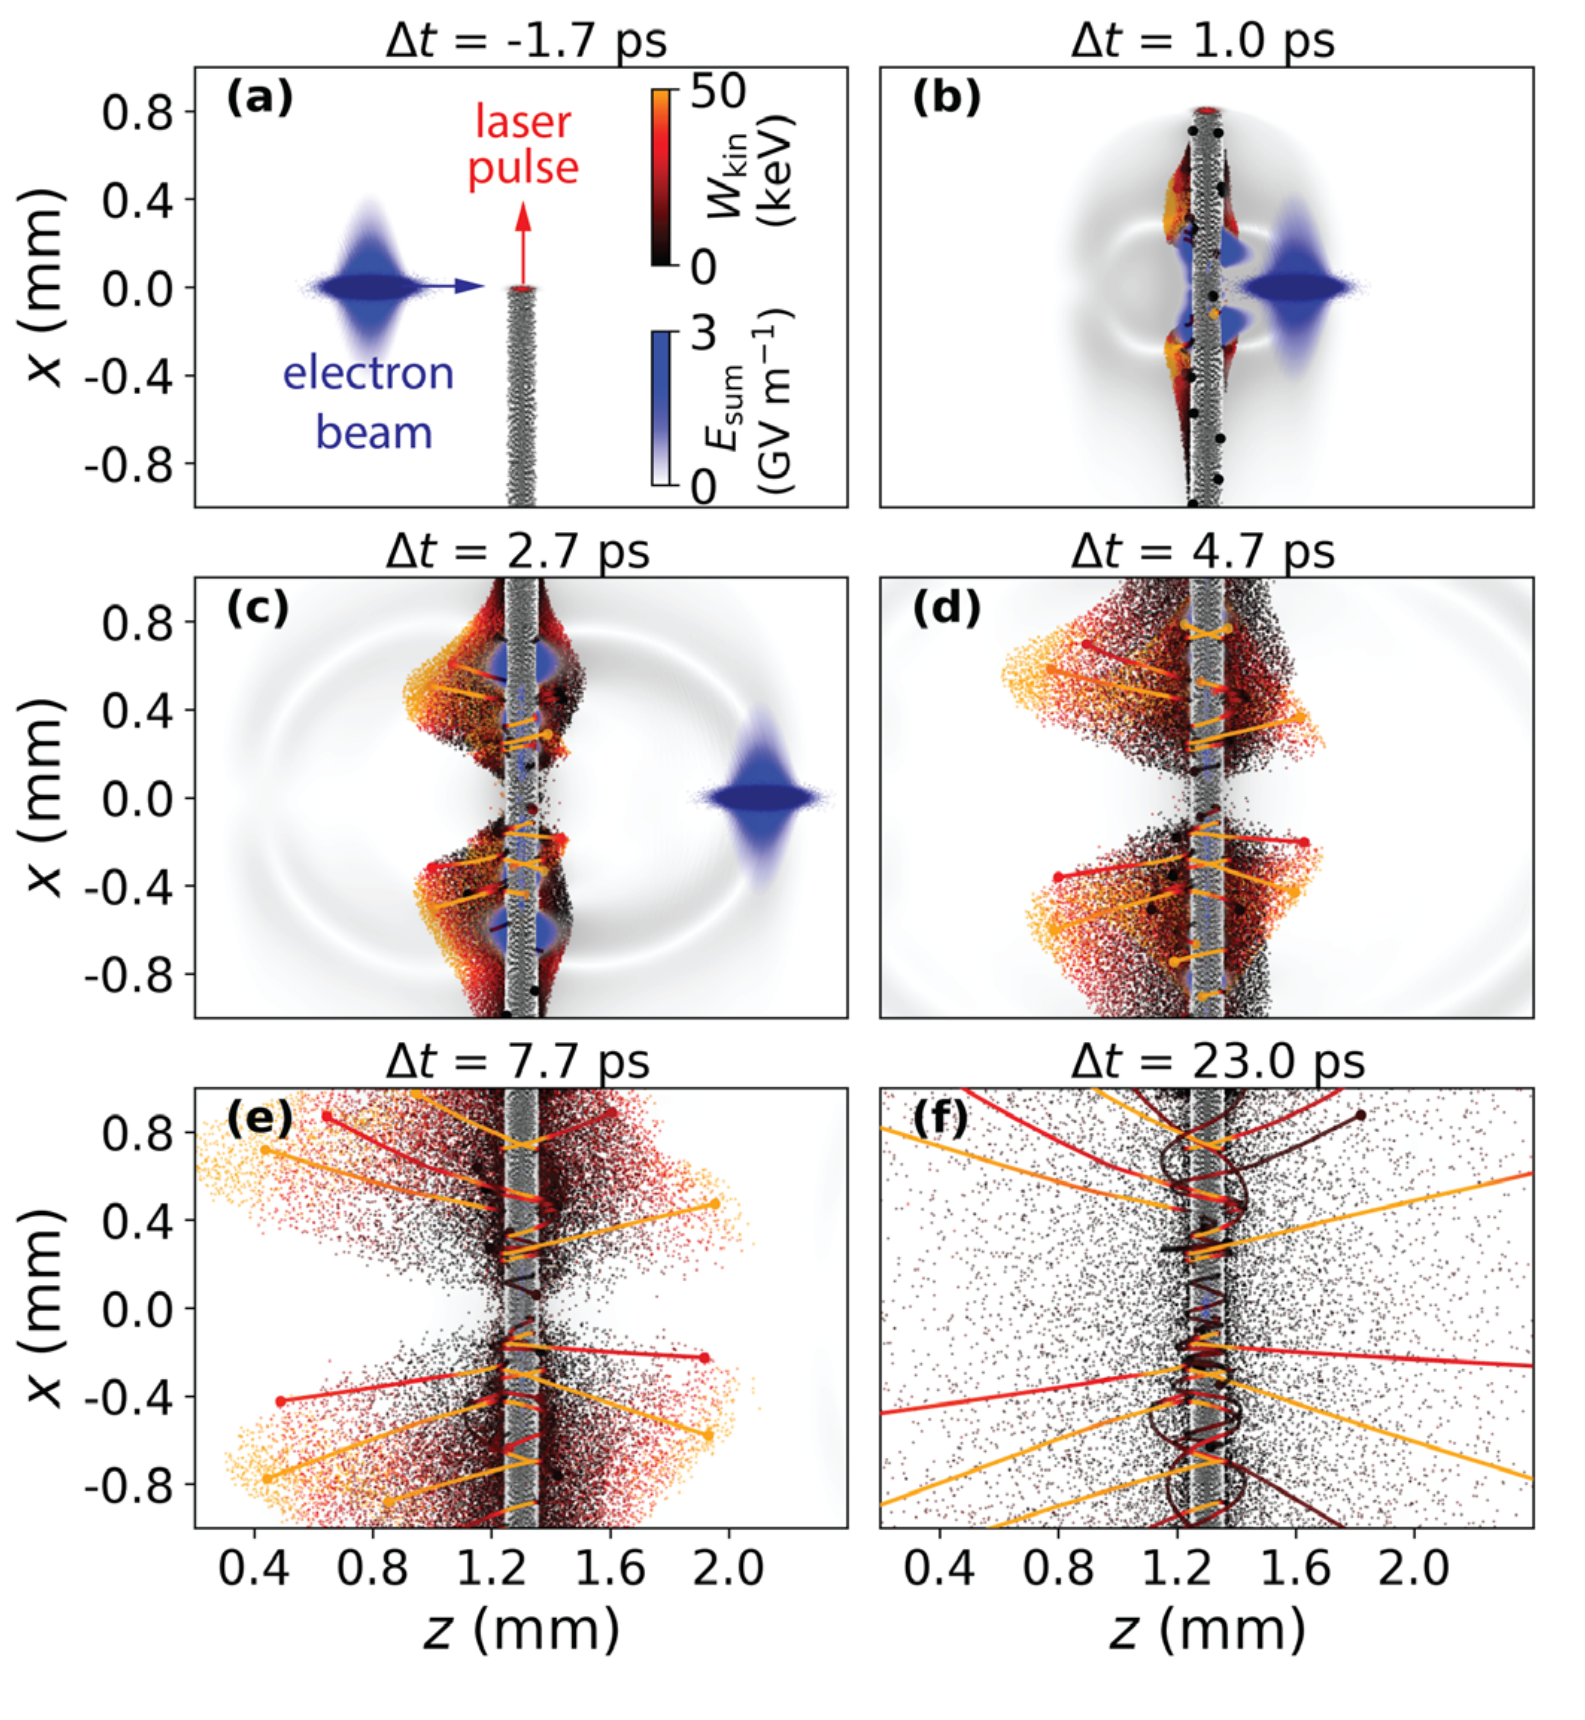 Δt = -1.7 ps
Δt = 1.0 ps
(a)
laser
pulse
electron
beam
50
0
Wkin
(keV)
3
0
Esum
(GV m−1)
0.8
0.4
0.0
-0.4
-0.8
x (mm)
(b)
Δt = 2.7 ps
Δt = 4.7 ps
(c)
0.8
0.4
0.0
-0.4
-0.8
x (mm)
(d)
Δt = 7.7 ps
Δt = 23.0 ps
(e)
0.8
0.4
0.0
-0.4
-0.8
x (mm)
(f)
0.4 0.8 1.2 1.6 2.0
0.4 0.8 1.2 1.6 2.0
z (mm)
z (mm)